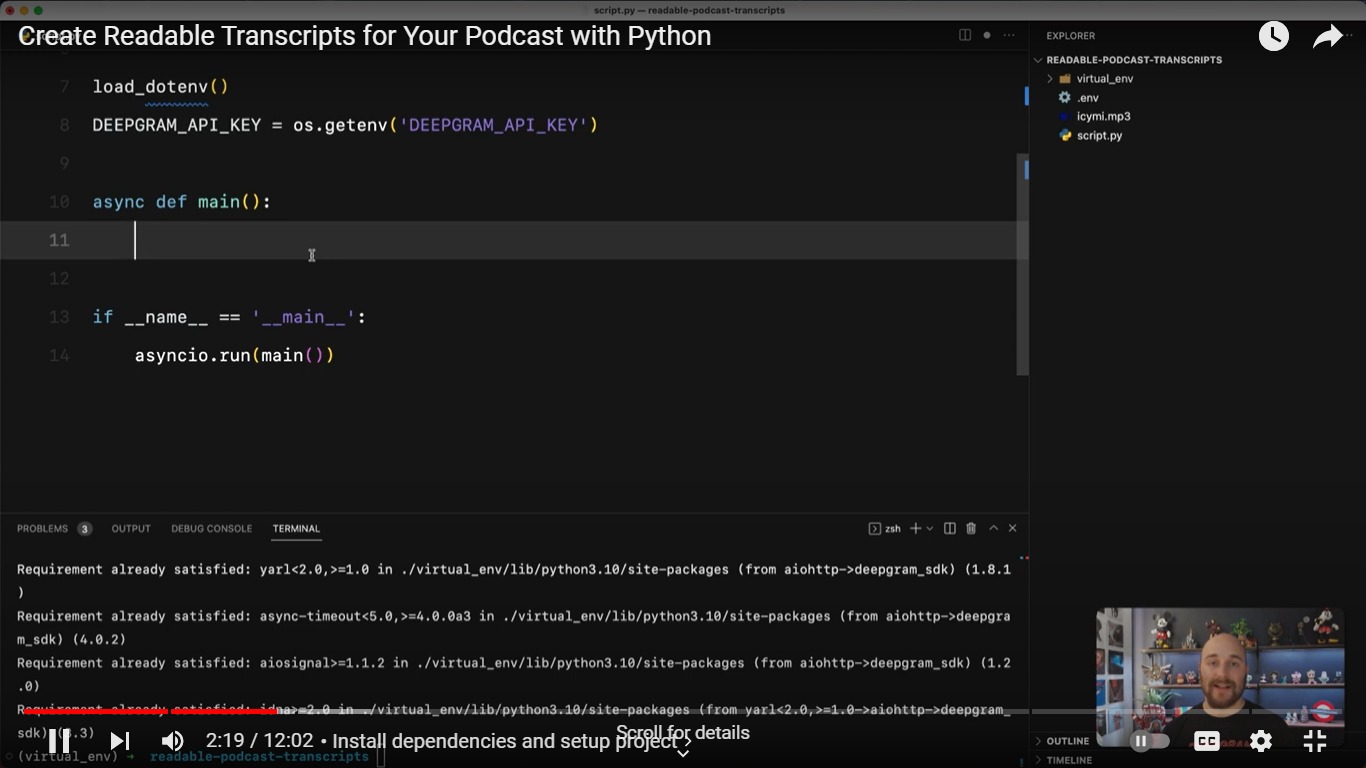 script.py — readable-podcast-transcripts
Create Readable Transcripts for Your Podcast with Python
7 load_dotenv()
8 DEEPGRAM_API_KEY = os.getenv('DEEPGRAM_API_KEY')
9
10 async def main():
11
12
13 if __name__ == '__main__':
14 asyncio.run(main())
EXPLORER
READABLE-PODCAST-TRANSCRIPTS
virtual_env
.env
icymi.mp3
script.py
PROBLEMS 3 OUTPUT DEBUG CONSOLE TERMINAL
zsh
Requirement already satisfied: yarl<2.0,>=1.0 in ./virtual_env/lib/python3.10/site-packages (from aiohttp->deepgram_sdk) (1.8.1
)
Requirement already satisfied: async-timeout<5.0,>=4.0.0a3 in ./virtual_env/lib/python3.10/site-packages (from aiohttp->deepgra
m_sdk) (4.0.2)
Requirement already satisfied: aiosignal>=1.1.2 in ./virtual_env/lib/python3.10/site-packages (from aiohttp->deepgram_sdk) (1.2
.0)
Requirement already satisfied: idna>=2.0 in ./virtual_env/lib/python3.10/site-packages (from yarl<2.0,>=1.0->aiohttp->deepgram_
sdk) .3)
(virtual_env) readable-podcast-transcripts
2:19 / 12:02 • Install dependencies and setup project
Scroll for details
OUTLINE
TIMELINE
CC